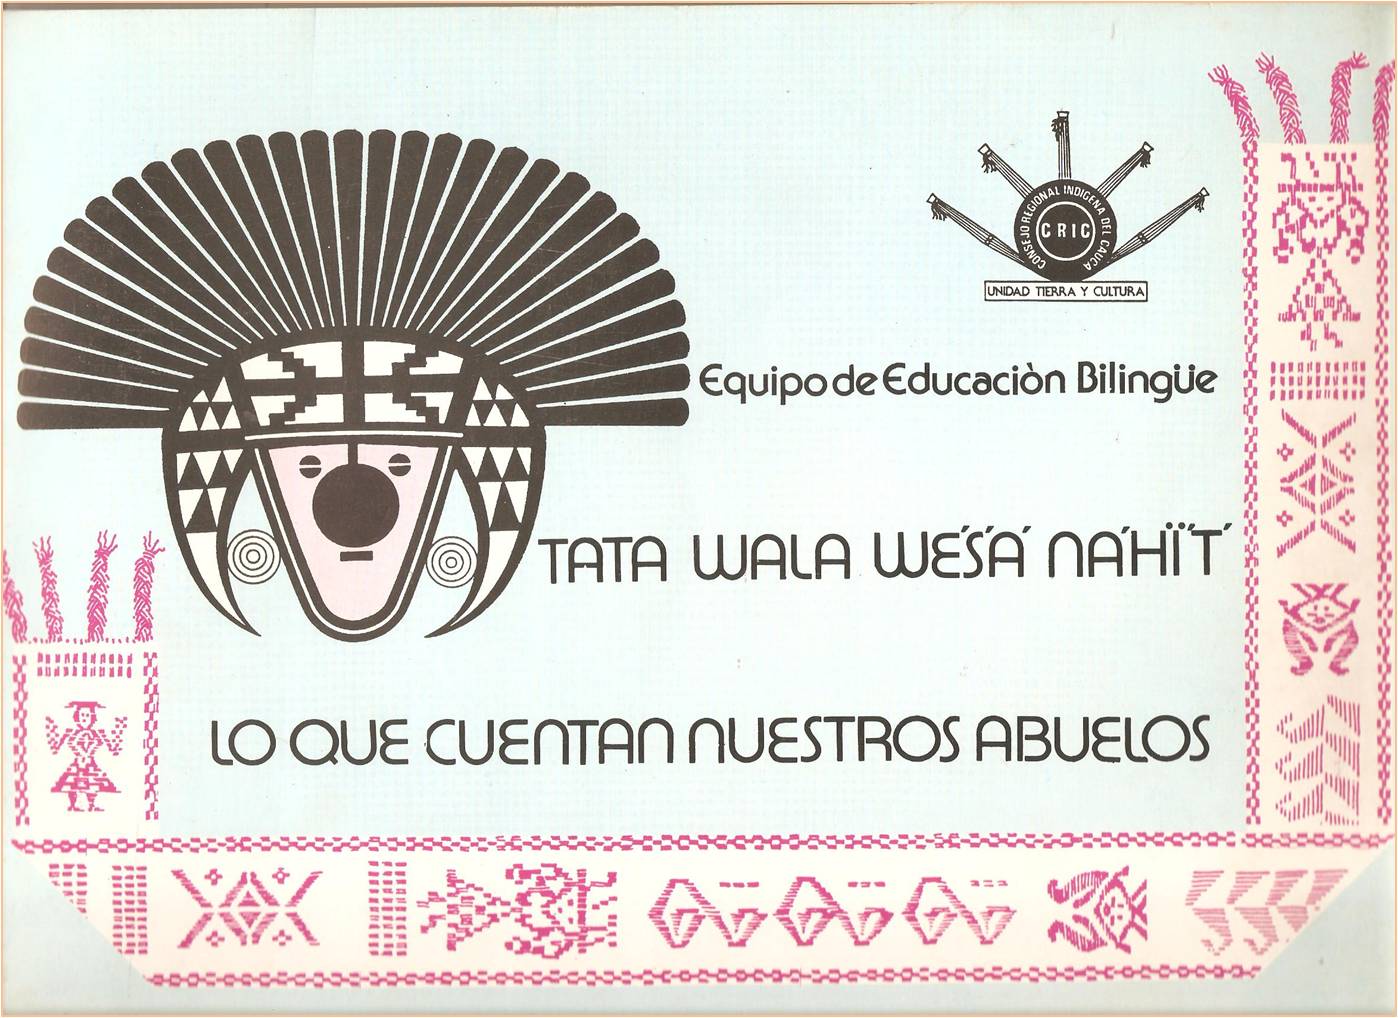 CONSEJO REGIONAL INDIGENA DEL CAUCA
CRIC
UNIDAD TIERRA Y CULTURA
Equipo de Educaciòn Bilingüe
TATA WALA WE´S´A´ NA´HÏ´T´
LO QUE CUENTAN NUESTROS ABUELOS